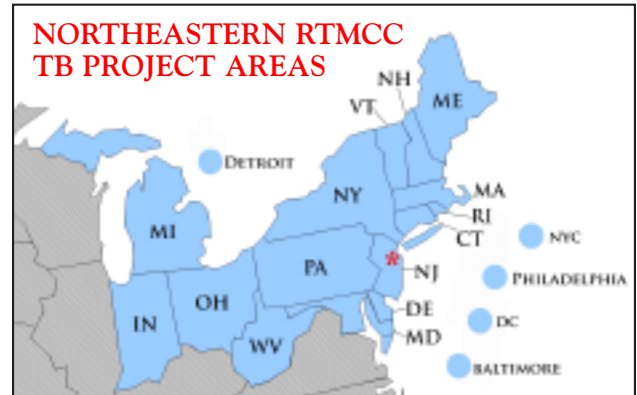 NORTHEASTERN RTMCC
TB PROJECT AREAS
NH
VT
ME
DETROIT
MA
NY
RI
MI
CT
NYC
PA
*
NJ
PHILADELPHIA
OH
DE
IN
DC
MD
WV
BALTIMORE